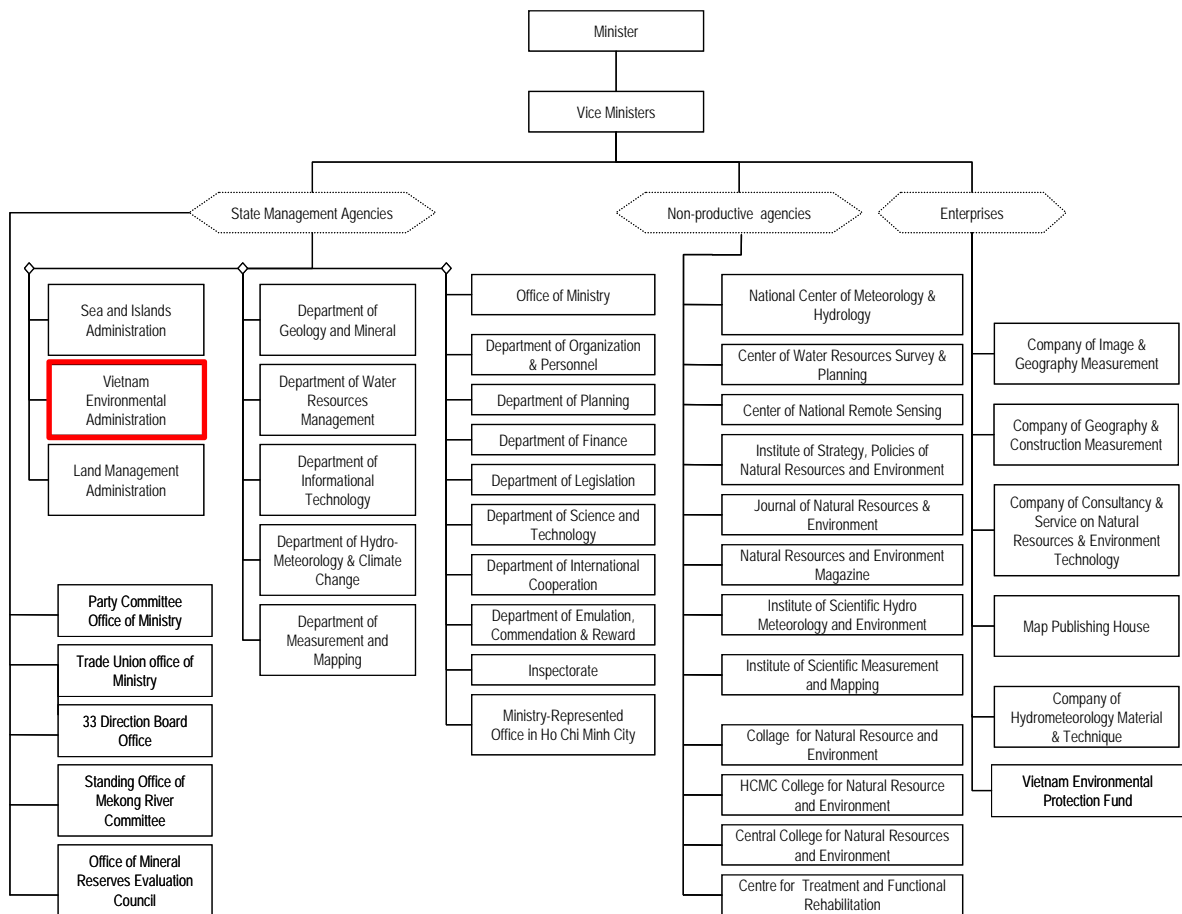 Minister
Vice Ministers
State Management Agencies
Non-productive agencies
Enterprises
Sea and Islands
Administration
Vietnam
Environmental
Administration
Land Management
Administration
Party Committee
Office of Ministry
Trade Union office of
Ministry
33 Direction Board
Office
Standing Office of
Mekong River
Committee
Office of Mineral
Reserves Evaluation
Council
Department of
Geology and Mineral
Department of Water
Resources
Management
Department of
Informational
Technology
Department of Hydro-
Meteorology & Climate
Change
Department of
Measurement and
Mapping
Office of Ministry
Department of Organization
& Personnel
Department of Planning
Department of Finance
Department of Legislation
Department of Science and
Technology
Department of International
Cooperation
Department of Emulation,
Commendation & Reward
Inspectorate
Ministry-Represented
Office in Ho Chi Minh City
National Center of Meteorology &
Hydrology
Center of Water Resources Survey &
Planning
Center of National Remote Sensing
Institute of Strategy, Policies of
Natural Resources and Environment
Journal of Natural Resources &
Environment
Natural Resources and Environment
Magazine
Institute of Scientific Hydro
Meteorology and Environment
Institute of Scientific Measurement
and Mapping
Collage for Natural Resource and
Environment
HCMC College for Natural Resource
and Environment
Central College for Natural Resources
and Environment
Centre for Treatment and Functional
Rehabilitation
Company of Image &
Geography Measurement
Company of Geography &
Construction Measurement
Company of Consultancy &
Service on Natural
Resources & Environment
Technology
Map Publishing House
Company of
Hydrometeorology Material
& Technique
Vietnam Environmental
Protection Fund